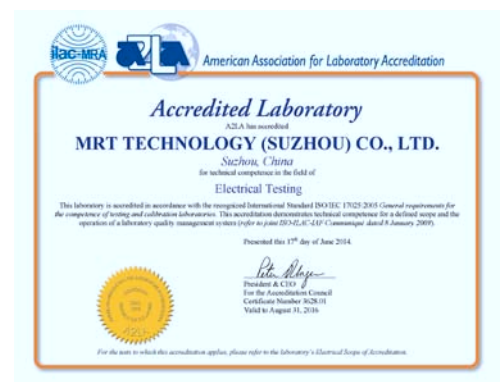 ilac-MRA
A2LA
American Association for Laboratory Accreditation
Accredited Laboratory
A2LA has accredited
MRT TECHNOLOGY (SUZHOU) CO., LTD.
Suzhou, China
for technical competence in the field of
Electrical Testing
This laboratory is accredited in accordance with the recognized International Standard ISO/IEC 17025:2005 General requirements for
the competence of testing and calibration laboratories. This accreditation demonstrates technical competence for a defined scope and the
operation of a laboratory quality management system (refer to joint ISO-ILAC-IAF Communiqué dated 8 January 2009).
Presented this 17th day of June 2014.
President & CEO
For the Accreditation Council
Certificate Number 3628.01
Valid to August 31, 2016
A2LA
For the tests to which this accreditation applies, please refer to the laboratory's Electrical Scope of Accreditation.